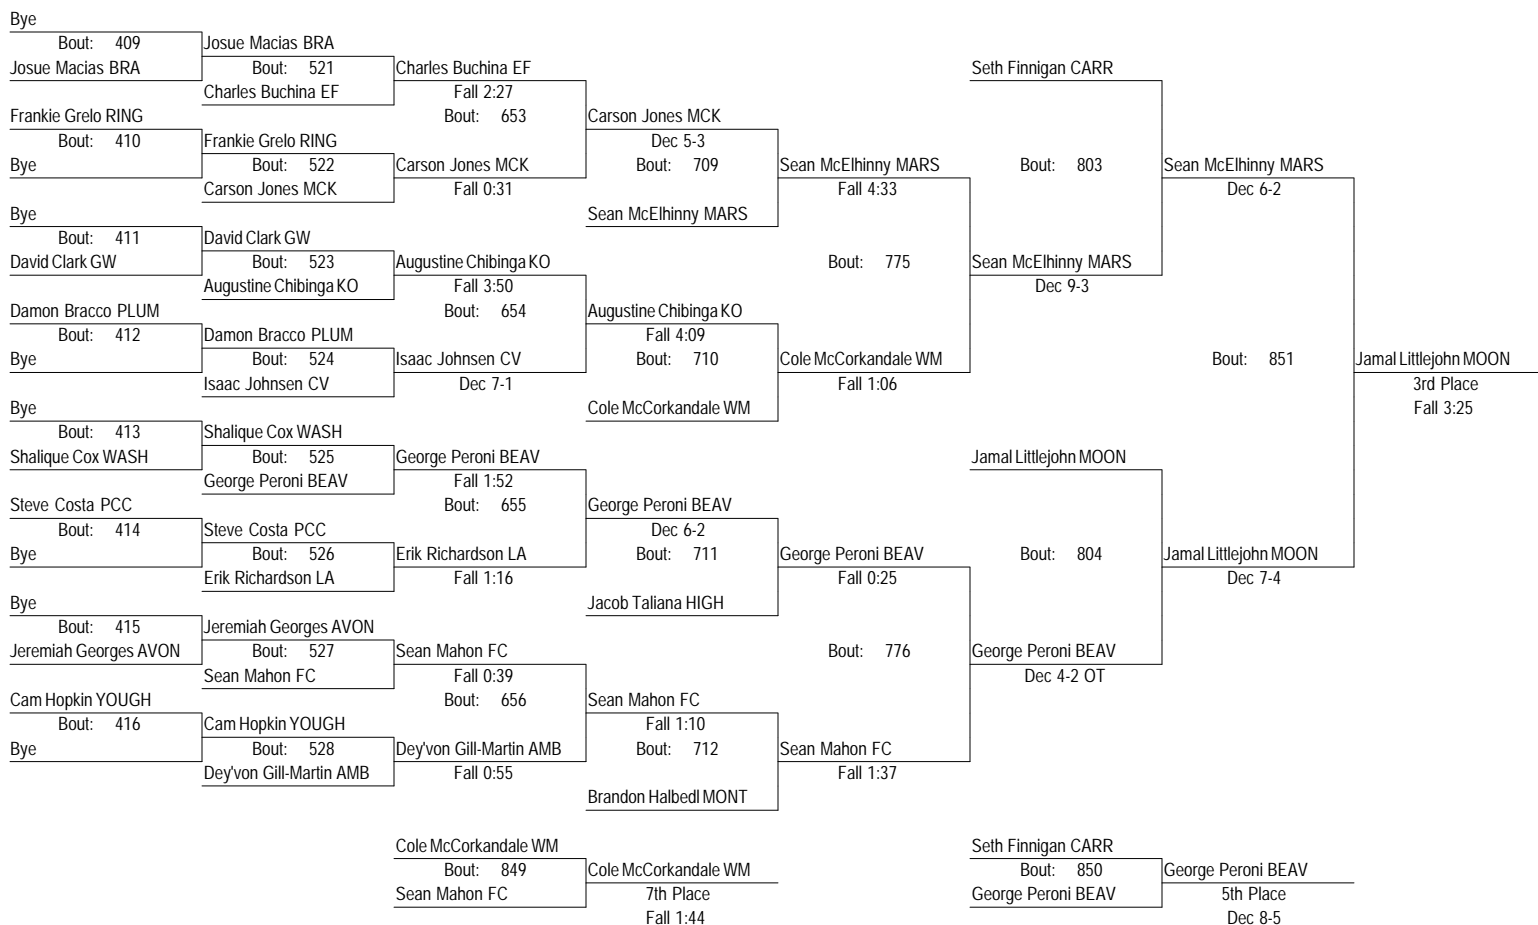 Bye
Bout: 409 Josue Macias BRA
Josue Macias BRA Bout: 521 Charles Buchina EF Seth Finnigan CARR
Charles Buchina EF Fall 2:27
Frankie Grelo RING Bout: 653 Carson Jones MCK
Bout: 410 Frankie Grelo RING Dec 5-3
Bye Bout: 522 Carson Jones MCK Bout: 709 Sean McElhinny MARS Bout: 803 Sean McElhinny MARS
Carson Jones MCK Fall 0:31 Fall 4:33 Dec 6-2
Bye Sean McElhinny MARS
Bout: 411 David Clark GW
David Clark GW Bout: 523 Augustine Chibinga KO Bout: 775 Sean McElhinny MARS
Augustine Chibinga KO Fall 3:50 Dec 9-3
Damon Bracco PLUM Bout: 654 Augustine Chibinga KO
Bout: 412 Damon Bracco PLUM Fall 4:09
Bye Bout: 524 Isaac Johnsen CV Bout: 710 Cole McCorkandale WM Bout: 851 Jamal Littlejohn MOON
Isaac Johnsen CV Dec 7-1 Fall 1:06 3rd Place
Bye Cole McCorkandale WM Fall 3:25
Bout: 413 Shalique Cox WASH
Shalique Cox WASH Bout: 525 George Peroni BEAV Jamal Littlejohn MOON
George Peroni BEAV Fall 1:52
Steve Costa PCC Bout: 655 George Peroni BEAV
Bout: 414 Steve Costa PCC Dec 6-2
Bye Bout: 526 Erik Richardson LA Bout: 711 George Peroni BEAV Bout: 804 Jamal Littlejohn MOON
Erik Richardson LA Fall 1:16 Fall 0:25 Dec 7-4
Bye Jacob Taliana HIGH
Bout: 415 Jeremiah Georges AVON
Jeremiah Georges AVON Bout: 527 Sean Mahon FC Bout: 776 George Peroni BEAV
Sean Mahon FC Fall 0:39 Dec 4-2 OT
Cam Hopkin YOUGH Bout: 656 Sean Mahon FC
Bout: 416 Cam Hopkin YOUGH Fall 1:10
Bye Bout: 528 Dey'von Gill-Martin AMB Bout: 712 Sean Mahon FC
Dey'von Gill-Martin AMB Fall 0:55 Fall 1:37
Brandon Halbedl MONT
Cole McCorkandale WM Seth Finnigan CARR
Bout: 849 Cole McCorkandale WM Bout: 850 George Peroni BEAV
Sean Mahon FC 7th Place George Peroni BEAV 5th Place
Fall 1:44 Dec 8-5